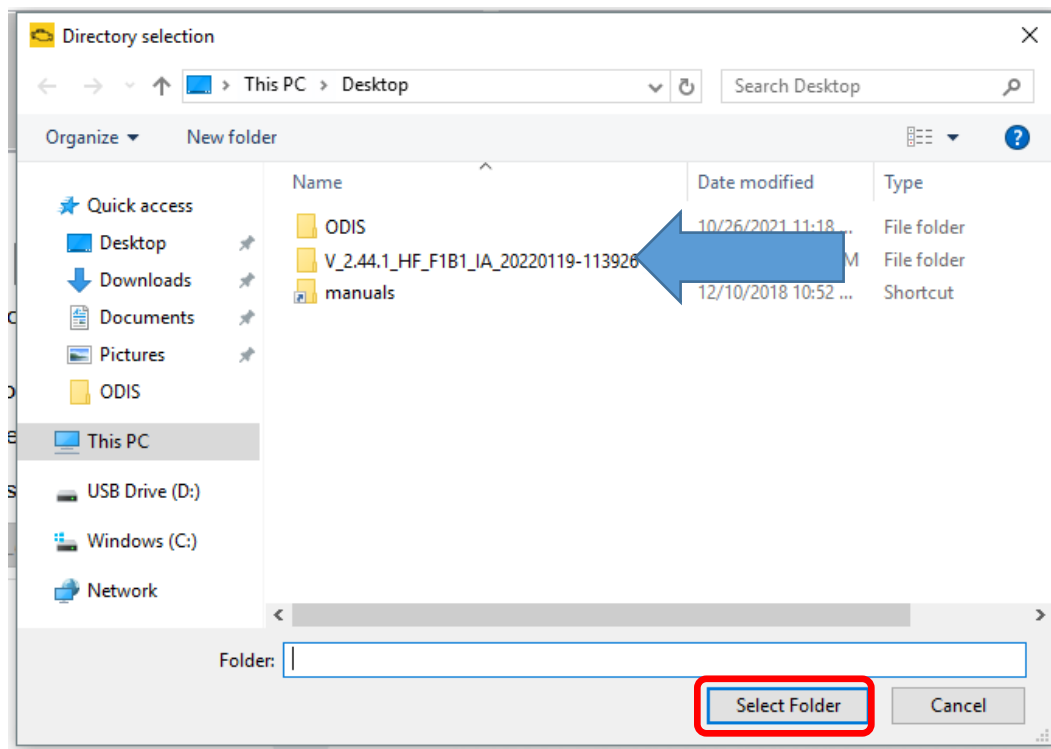 Directory selection
This PC > Desktop
Search Desktop
Organize
New folder
Name
Date modified
Type
Quick access
Desktop
Downloads
Documents
Pictures
ODIS
This PC
USB Drive (D:)
Windows (C:)
Network
ODIS 10/26/2021 11:18 ... File folder
V_2.44.1_HF_F1B1_IA_20220119-113926 M File folder
manuals 12/10/2018 10:52 ... Shortcut
Folder:
Select Folder
Cancel